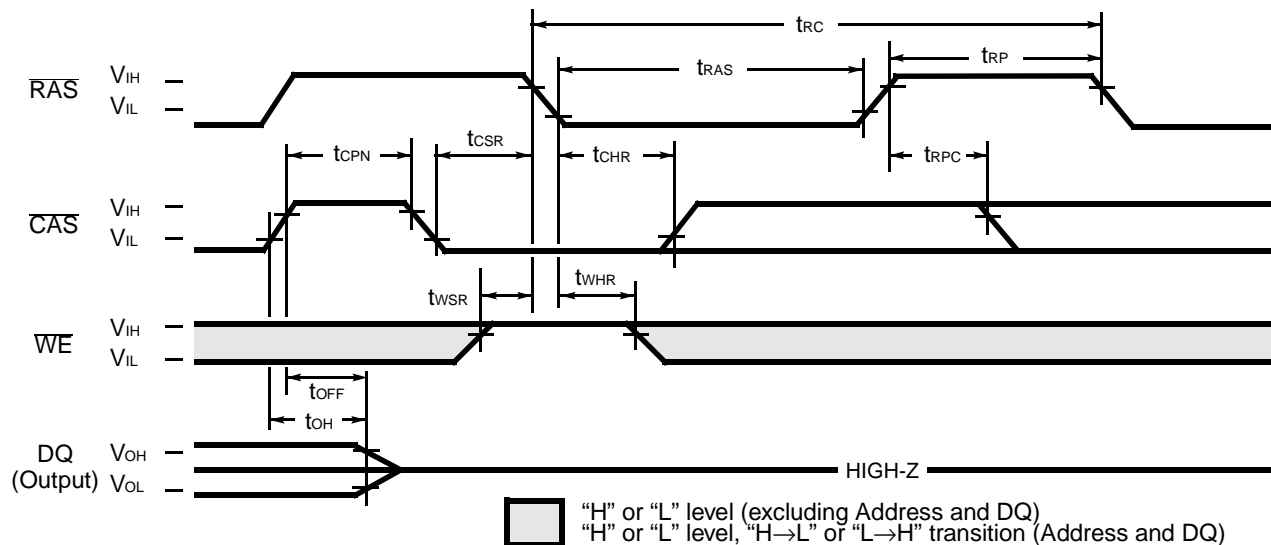 tRC
tRAS
tRP
RAS
VIH
VIL
tCPN
tCSR
tCHR
tRPC
CAS
VIH
VIL
tWSR
tWHR
WE
VIH
VIL
tOFF
tOH
DQ
(Output)
VOH
VOL
HIGH-Z
“H” or “L” level (excluding Address and DQ)
“H” or “L” level, “H→L” or “L→H” transition (Address and DQ)